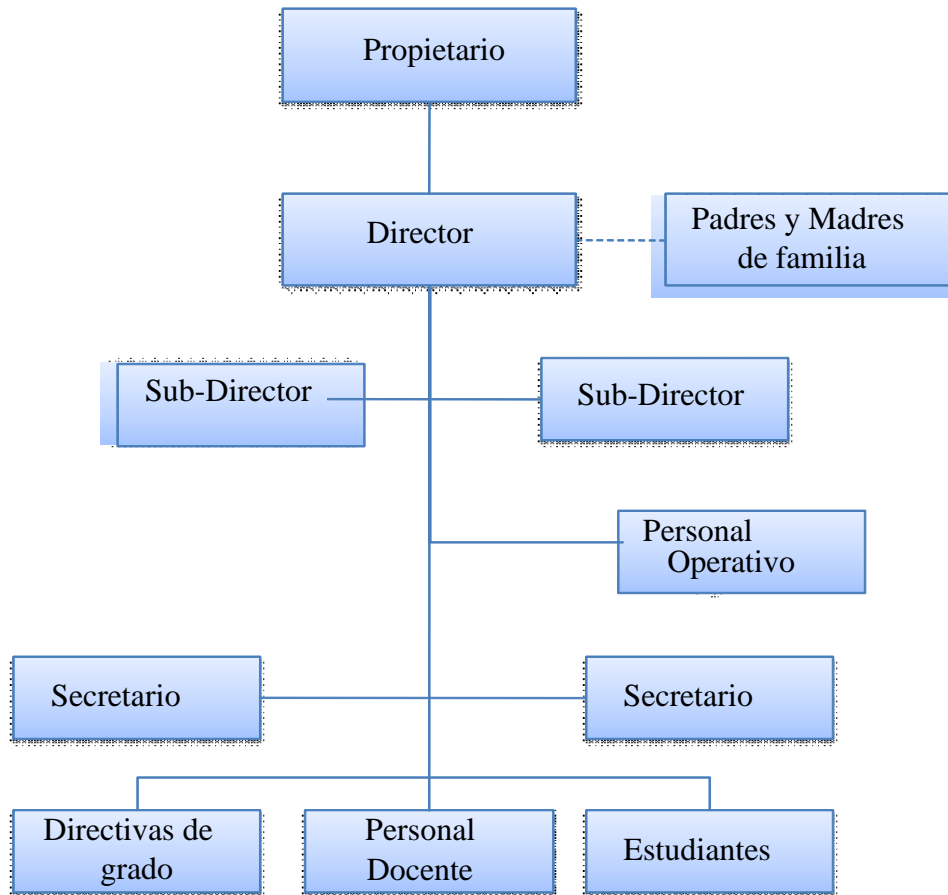 Propietario
Director
Padres y Madres
de familia
Sub-Director
Sub-Director
Personal
Operativo
Secretario
Secretario
Directivas de
grado
Personal
Docente
Estudiantes